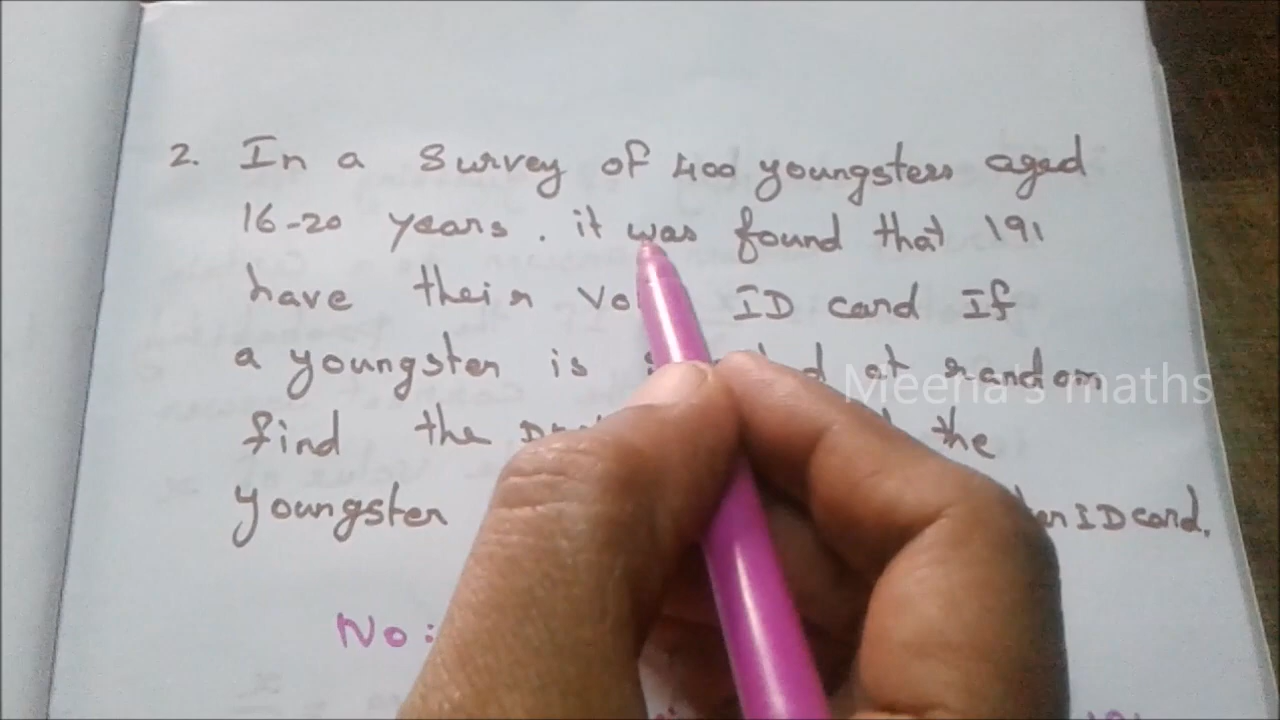 2. In a survey of 400 youngsters aged
16-20 years. it was found that 191
have their ID card If
a youngster is at random
find the the
youngster ID card.
No:
Meena's maths